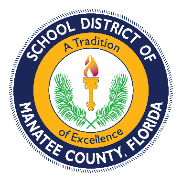 SCHOOL DISTRICT OF
A Tradition
of Excellence
MANATEE COUNTY, FLORIDA